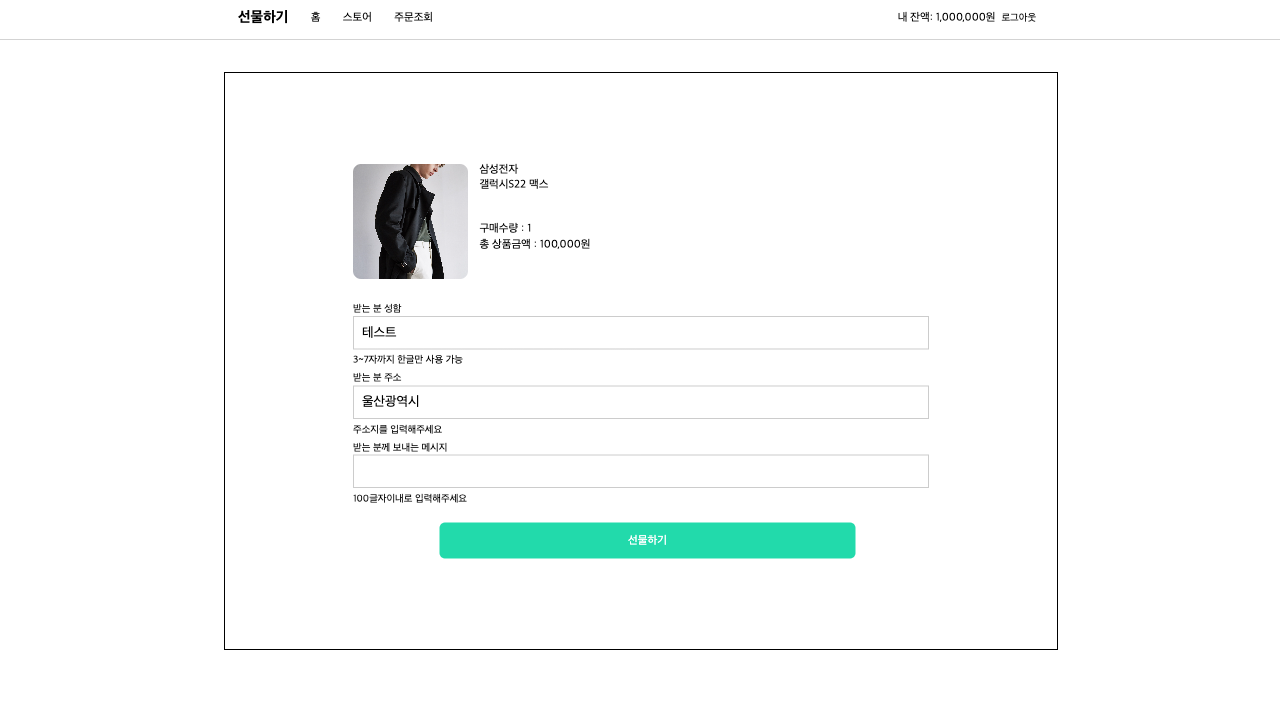 선물하기 홈 스토어 주문조회 내 잔액: 1,000,000원 로그아웃
삼성전자
갤럭시S22 맥스
구매수량 : 1
총 상품금액 : 100,000원
받는 분 성함
테스트
3~7자까지 한글만 사용 가능
받는 분 주소
울산광역시
주소지를 입력해주세요
받는 분께 보내는 메시지
100글자이내로 입력해주세요
선물하기